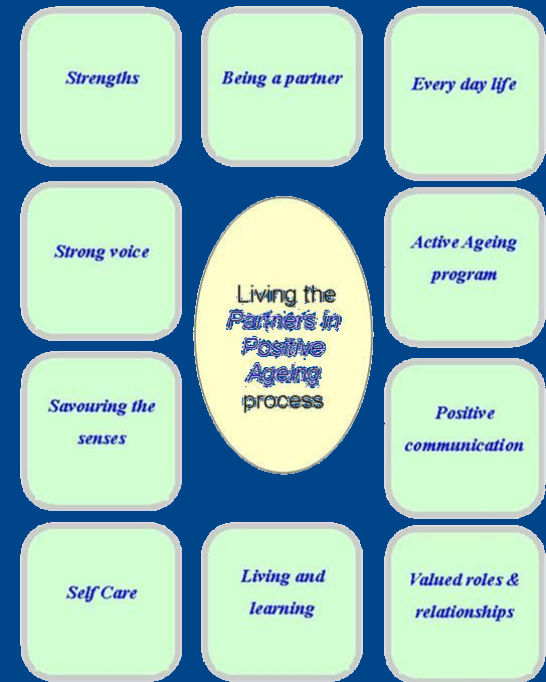 Strengths
Being a partner
Every day life
Strong voice
Active Ageing
program
Living the
Partners in
Positive
Ageing
process
Savouring the
senses
Positive
communication
Self Care
Living and
learning
Valued roles &
relationships